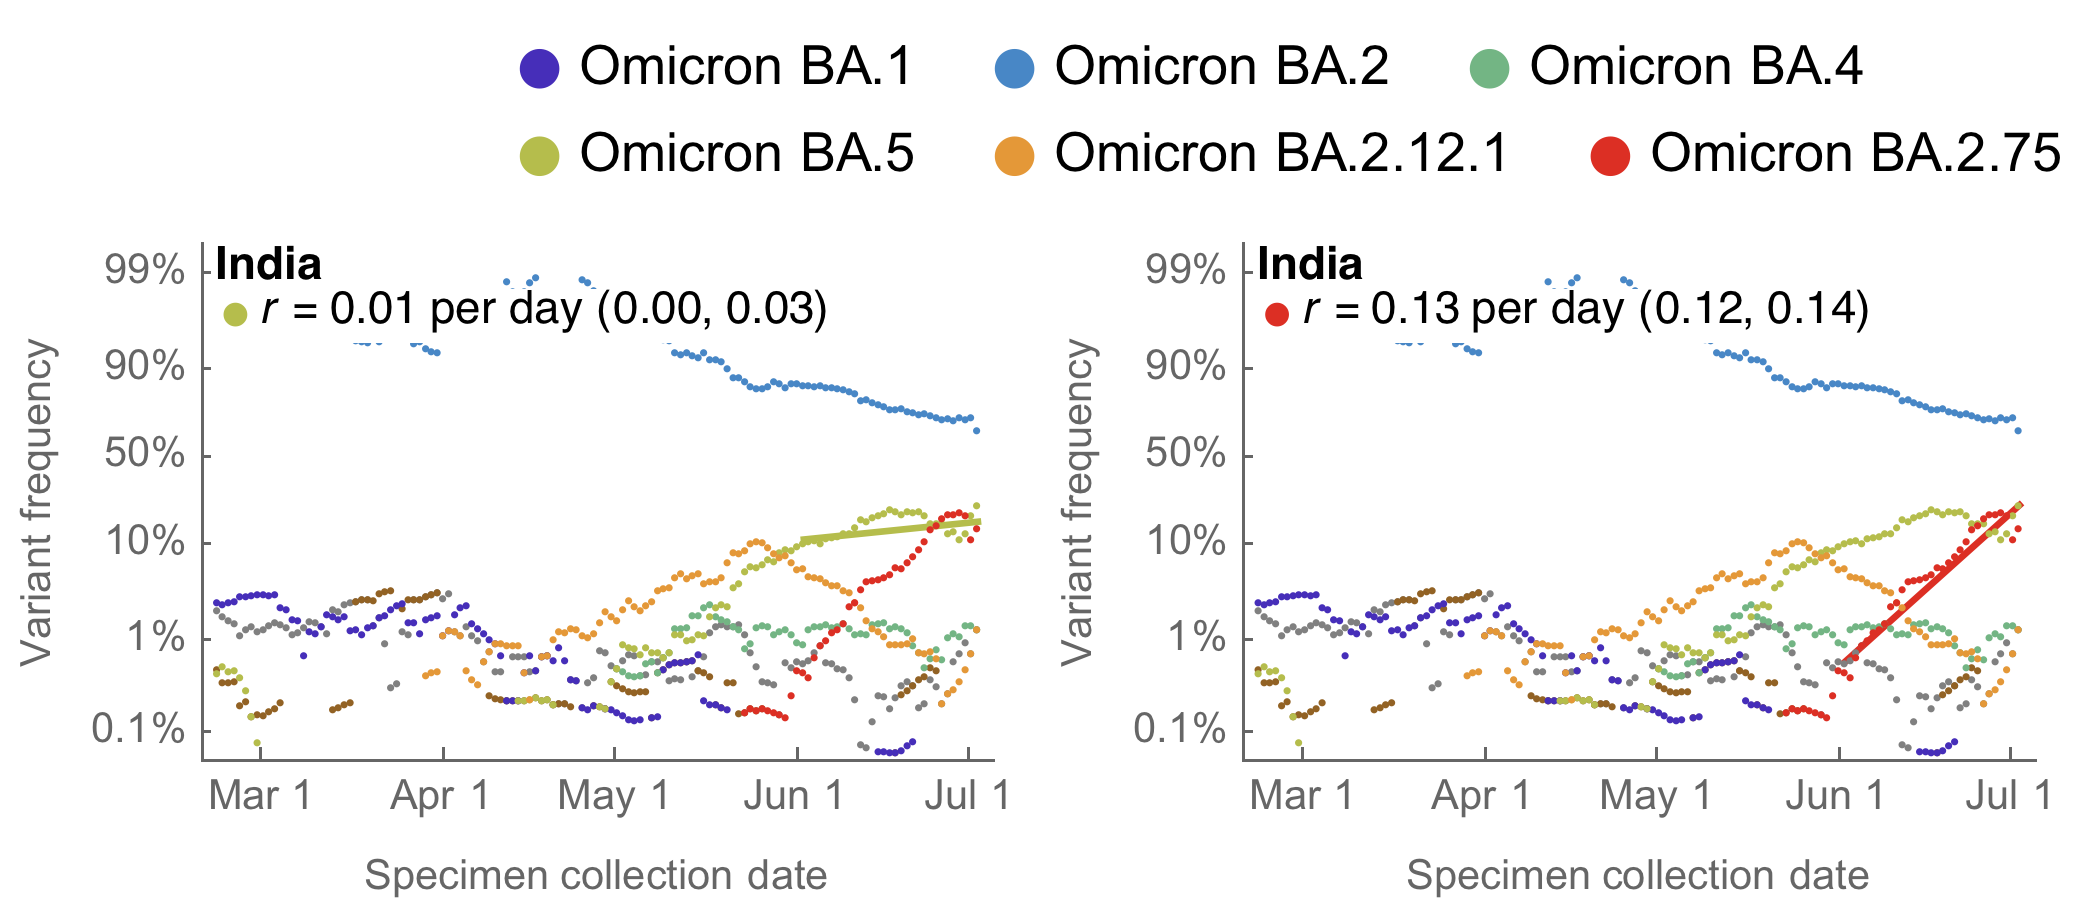 Omicron BA.1 Omicron BA.2 Omicron BA.4
Omicron BA.5 Omicron BA.2.12.1 Omicron BA.2.75
India
r = 0.01 per day (0.00, 0.03)
Variant frequency
99%
90%
50%
10%
1%
0.1%
Mar 1 Apr 1 May 1 Jun 1 Jul 1
Specimen collection date
India
r = 0.13 per day (0.12, 0.14)
Variant frequency
99%
90%
50%
10%
1%
0.1%
Mar 1 Apr 1 May 1 Jun 1 Jul 1
Specimen collection date